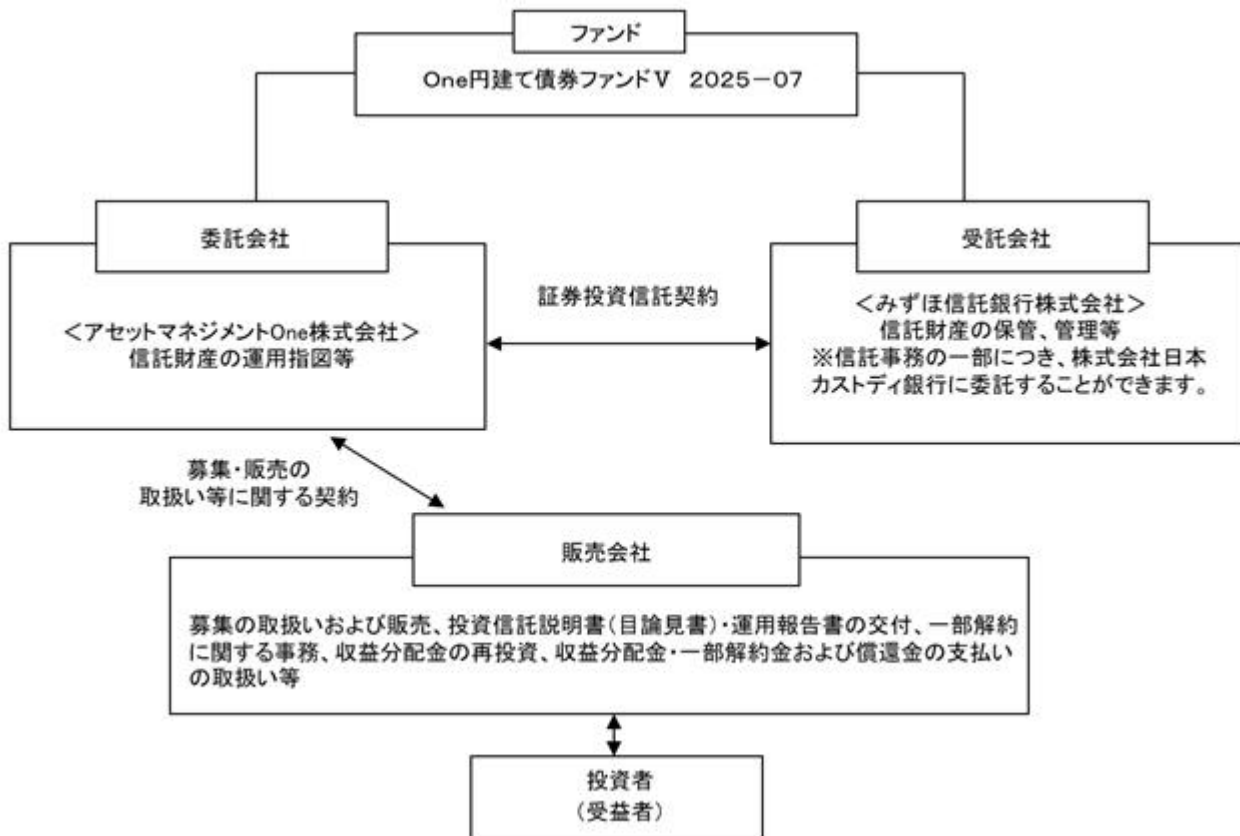 ファンド
One円建て債券ファンドⅤ　2025－07
委託会社
受託会社
＜アセットマネジメントOne株式会社＞
信託財産の運用指図等
証券投資信託契約
＜みずほ信託銀行株式会社＞
信託財産の保管、管理等
※信託事務の一部につき、株式会社日本
カストディ銀行に委託することができます。
募集・販売の
取扱い等に関する契約
販売会社
募集の取扱いおよび販売、投資信託説明書（目論見書）・運用報告書の交付、一部解約
に関する事務、収益分配金の再投資、収益分配金・一部解約金および償還金の支払い
の取扱い等
投資者
（受益者）